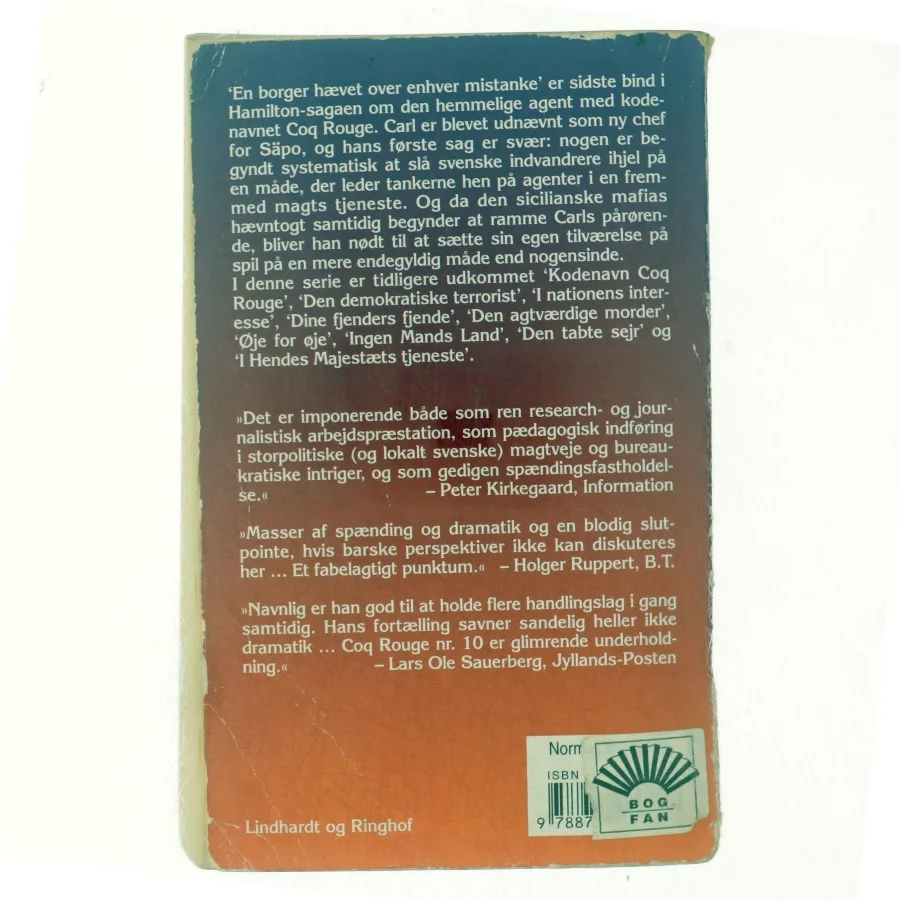 ‘En borger hævet over enhver mistanke’ er sidste bind i
Hamilton-sagaen om den hemmelige agent med kode-
navnet Coq Rouge. Carl er blevet udnævnt som ny chef
for Säpo, og hans første sag er svær: nogen er be-
gyndt systematisk at slå svenske indvandrere ihjel på
en måde, der leder tankerne hen på agenter i en frem-
med magts tjeneste. Og da den sicilianske mafias
hævntogt samtidig begynder at ramme Carls pårøren-
de, bliver han nødt til at sætte sin egen tilværelse på
spil på en mere endegyldig måde end nogensinde.
I denne serie er tidligere udkommet ‘Kodenavn Coq
Rouge’, ‘Den demokratiske terrorist’, ‘I nationens inter-
esse’, ‘Dine fjenders fjende’, ‘Den agtværdige morder’,
‘Øje for øje’, ‘Ingen Mands Land’, ‘Den tabte sejr’ og
‘I Hendes Majestæts tjeneste’.
»Det er imponerende både som ren research- og jour-
nalistisk arbejdspræstation, som pædagogisk indføring
i storpolitiske (og lokalt svenske) magtveje og bureau-
kratiske intriger, og som gedigen spændingsfastholdel-
se.« – Peter Kirkegaard, Information
»Masser af spænding og dramatik og en blodig slut-
pointe, hvis barske perspektiver ikke kan diskuteres
her ... Et fabelagtigt punktum.« – Holger Ruppert, B.T.
»Navnlig er han god til at holde flere handlingslag i gang
samtidig. Hans fortælling savner sandelig heller ikke
dramatik ... Coq Rouge nr. 10 er glimrende underhold-
ning.« – Lars Ole Sauerberg, Jyllands-Posten
Norm
ISBN
9 7887
BOG
FAN
Lindhardt og Ringhof